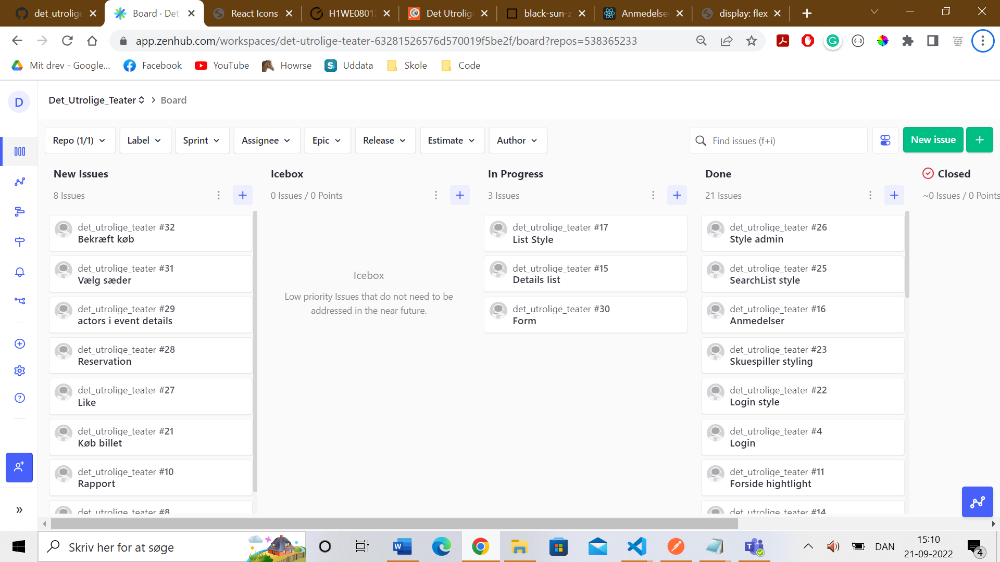 det_utrolige
Board · Det_
React Icons
H1WE08012
Det Utrolige
black-sun-z
Anmedelser
display: flex
app.zenhub.com/workspaces/det-utrolige-teater-63281526576d570019f5be2f/board?repos=538365233
Mit drev - Google...
Facebook
YouTube
Howrse
Uddata
Skole
Code
D
Det_Utrolige_Teater
Board
Repo (1/1)
Label
Sprint
Assignee
Epic
Release
Estimate
Author
Find issues (f+i)
New issue
New Issues
8 Issues
det_utrolige_teater #32
Bekræft køb
det_utrolige_teater #31
Vælg sæder
det_utrolige_teater #29
actors i event details
det_utrolige_teater #28
Reservation
det_utrolige_teater #27
Like
det_utrolige_teater #21
Køb billet
det_utrolige_teater #10
Rapport
det_utrolige_teater #8
Icebox
0 Issues / 0 Points
Icebox
Low priority Issues that do not need to be
addressed in the near future.
In Progress
3 Issues
det_utrolige_teater #17
List Style
det_utrolige_teater #15
Details list
det_utrolige_teater #30
Form
Done
21 Issues
det_utrolige_teater #26
Style admin
det_utrolige_teater #25
SearchList style
det_utrolige_teater #16
Anmedelser
det_utrolige_teater #23
Skuespiller styling
det_utrolige_teater #22
Login style
det_utrolige_teater #4
Login
det_utrolige_teater #11
Forside hightlight
det_utrolige_teater #14
Closed
~0 Issues / 0 Points
Skriv her for at søge
DAN
15:10
21-09-2022
4